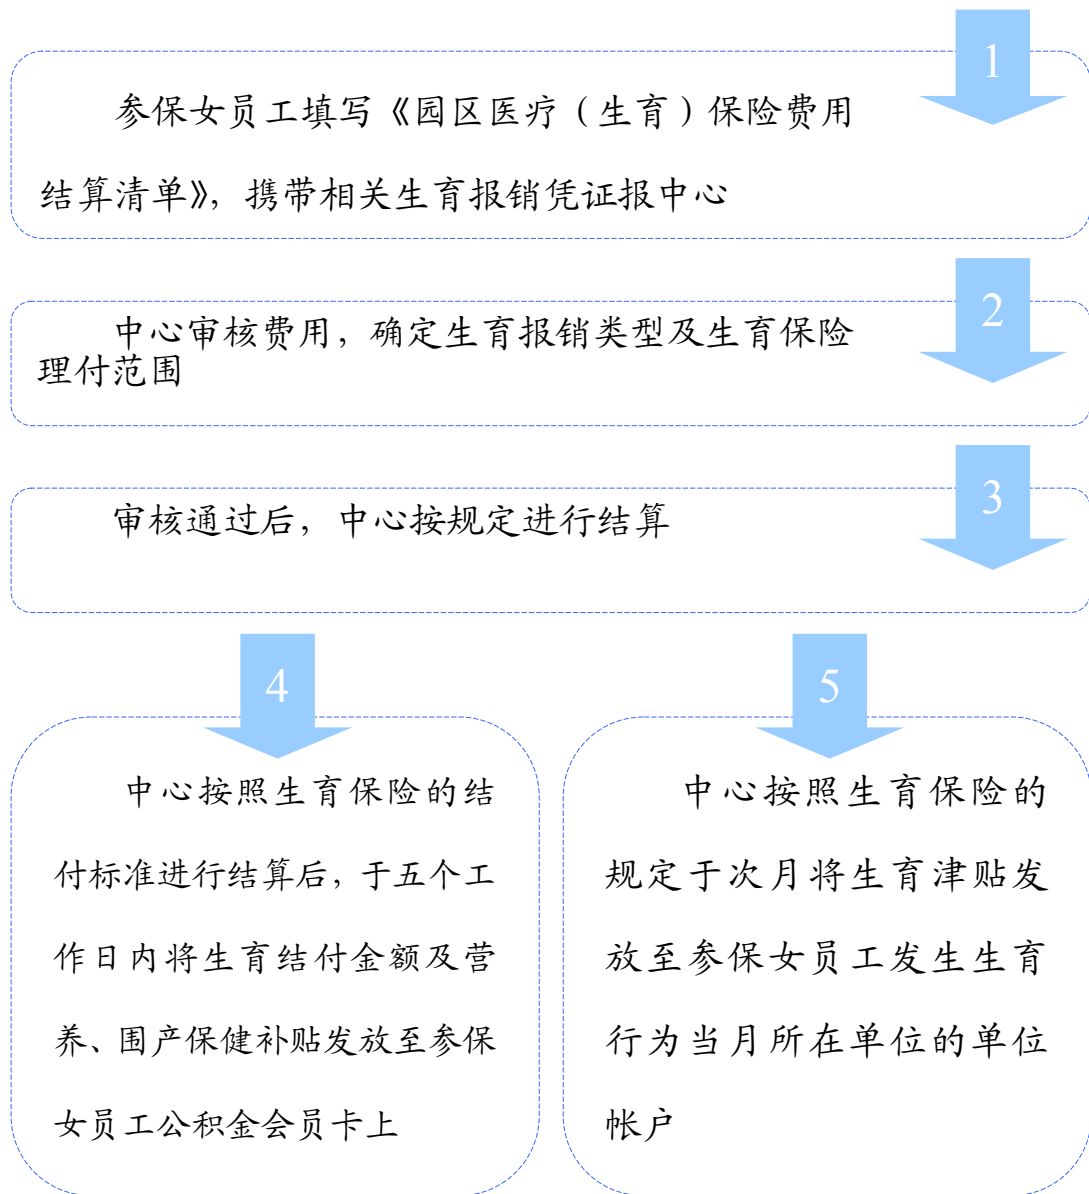 1
参保女员工填写《园区医疗（生育）保险费用
结算清单》，携带相关生育报销凭证报中心
2
中心审核费用，确定生育报销类型及生育保险
理付范围
3
审核通过后，中心按规定进行结算
4
中心按照生育保险的结
付标准进行结算后，于五个工
作日内将生育结付金额及营
养、围产保健补贴发放至参保
女员工公积金会员卡上
5
中心按照生育保险的
规定于次月将生育津贴发
放至参保女员工发生生育
行为当月所在单位的单位
帐户